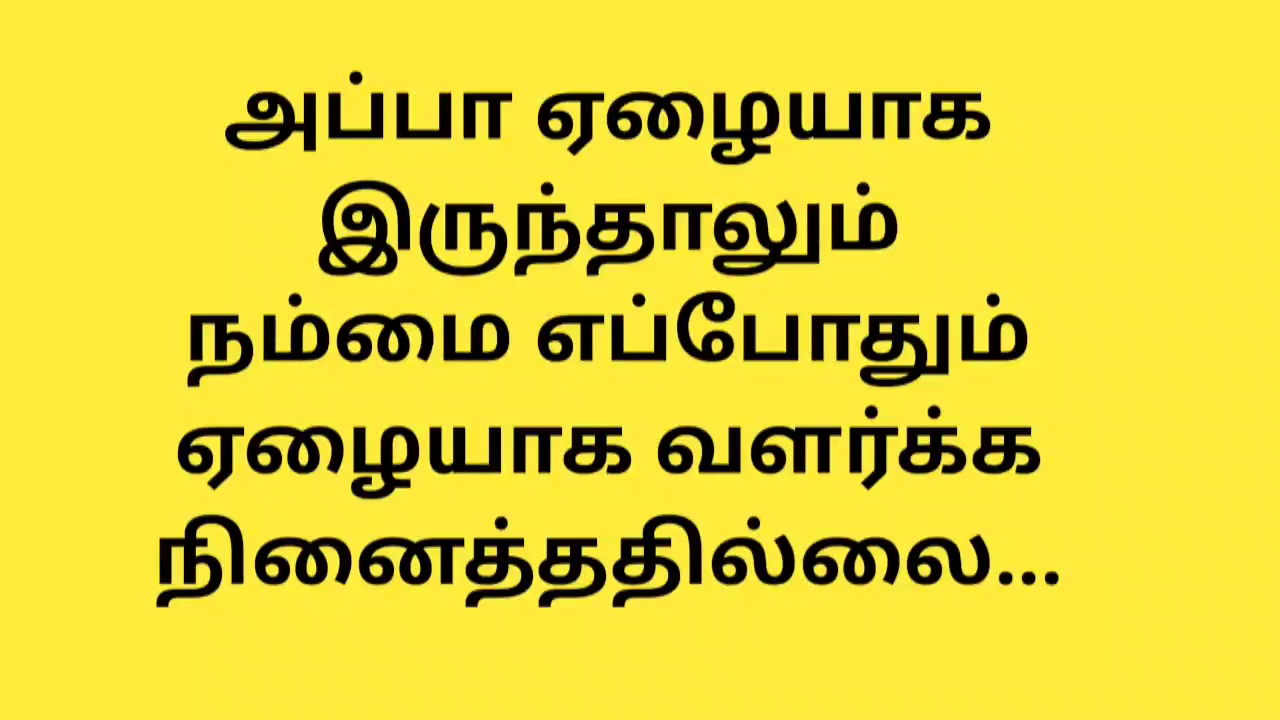 அப்பா ஏழையாக
இருந்தாலும்
நம்மை எப்போதும்
ஏழையாக வளர்க்க
நினைத்ததில்லை...